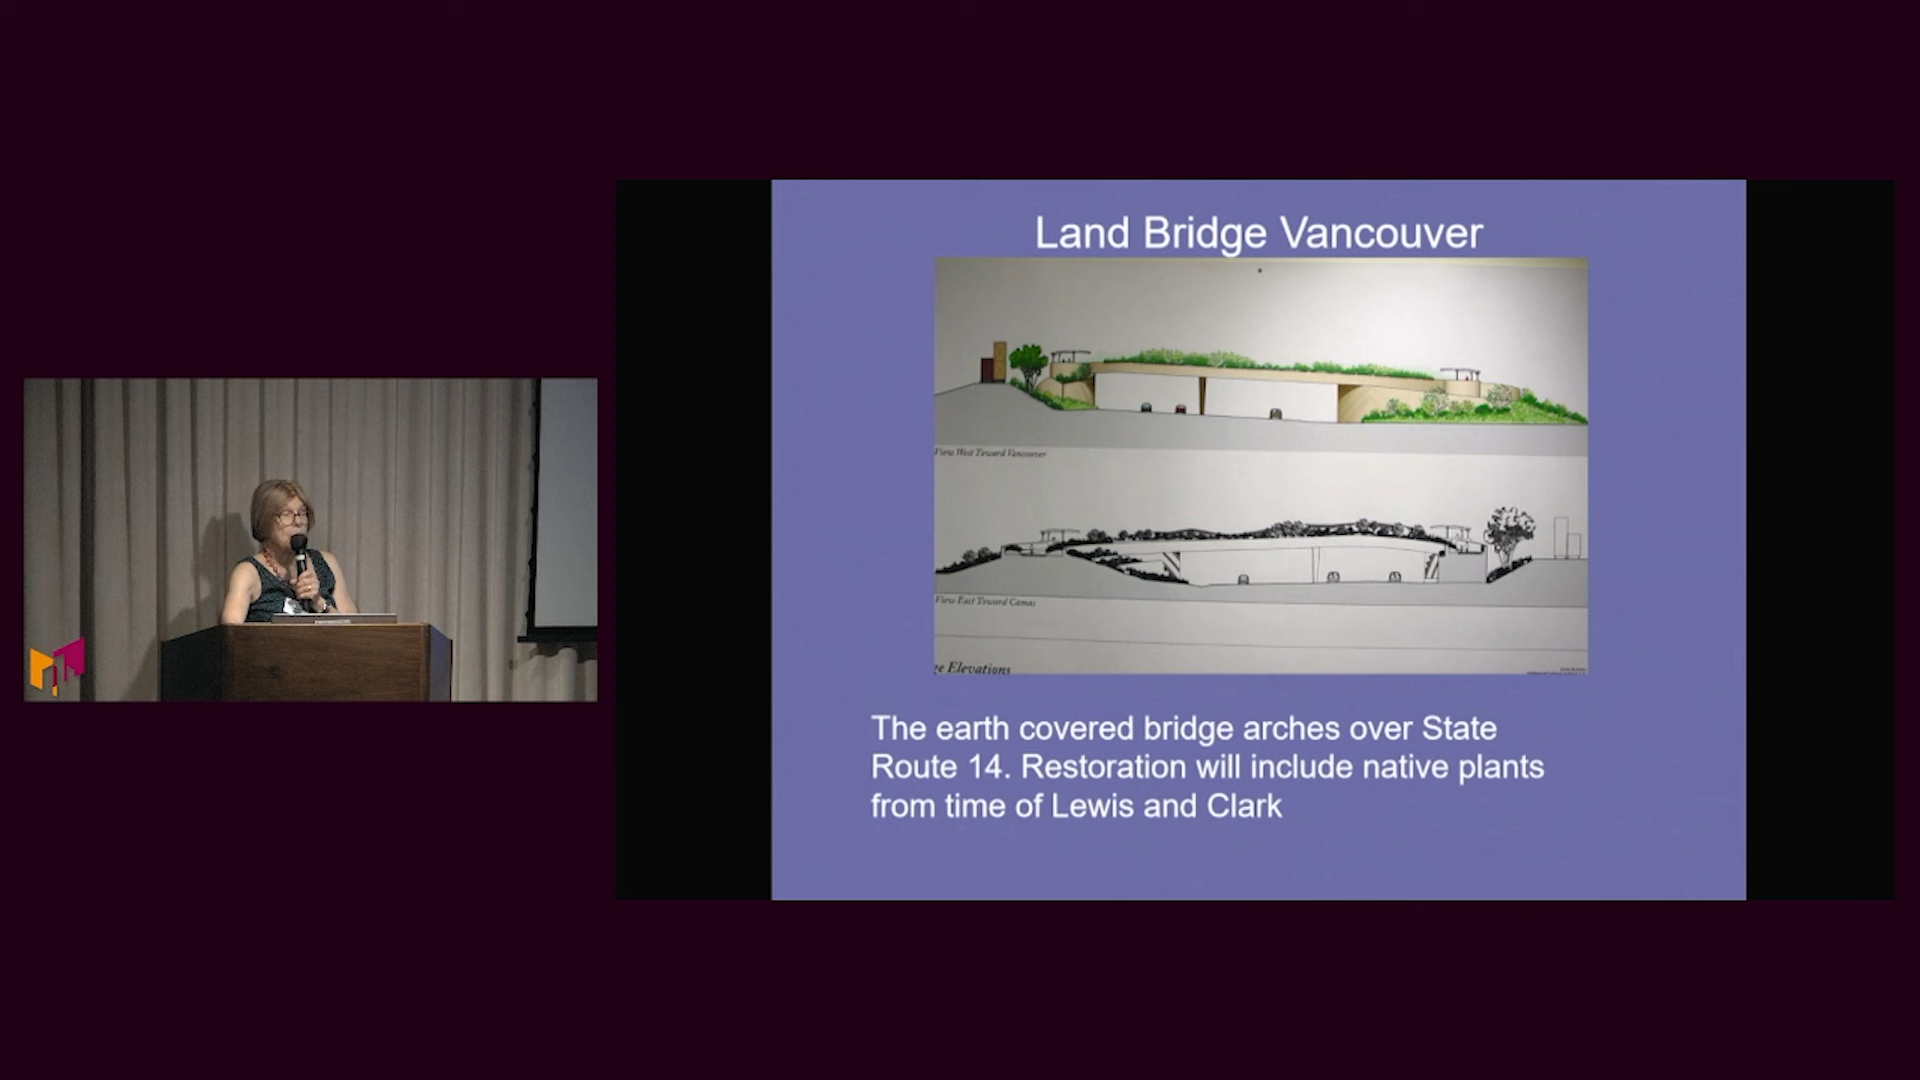 Land Bridge Vancouver
View West Toward Vancouver
View East Toward Camas
ge Elevations
The earth covered bridge arches over State
Route 14. Restoration will include native plants
from time of Lewis and Clark